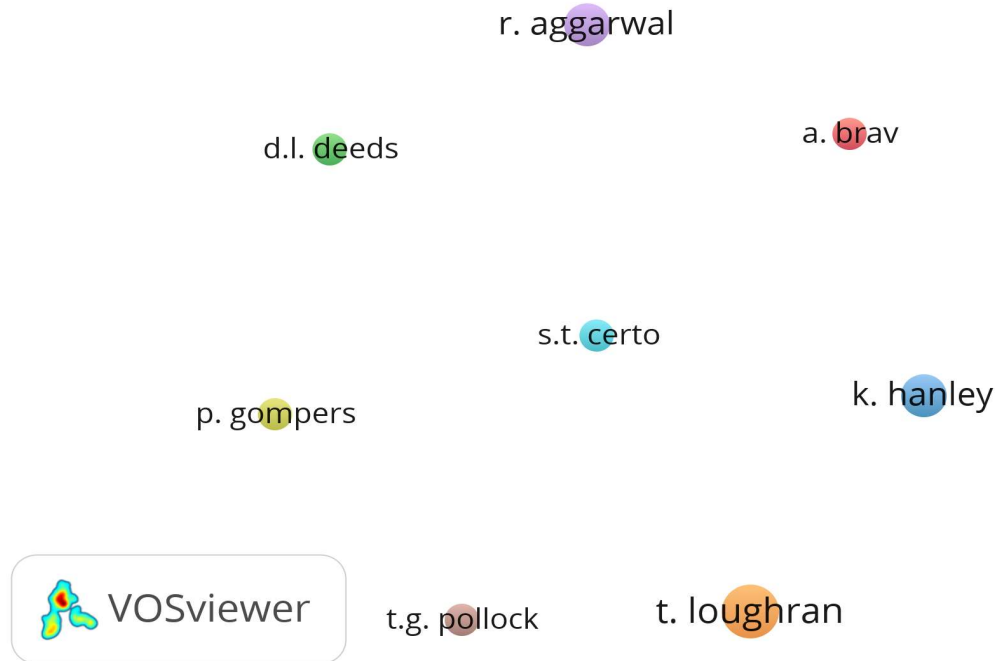 r. aggarwal
a. brav
d.l. deeds
s.t. certo
k. hanley
p. gompers
VOSviewer
t.g. pollock
t. loughran